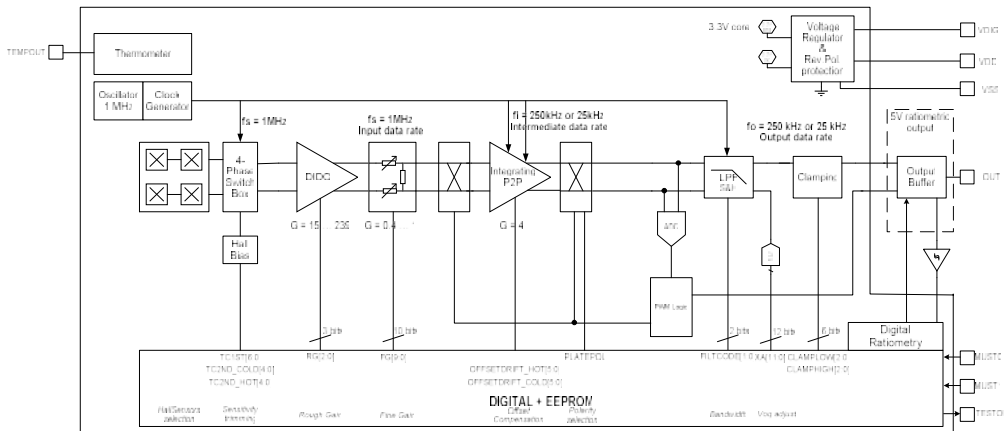 3.3V core
Voltage
Regulator
&
Rev.Pol
protection
VDIG
VDD
VSS
TEMPOUT
Thermometer
Oscillator
1 MHz
Clock
Generator
fs = 1MHz
fs = 1MHz
Input data rate
fi = 250kHz or 25kHz
Intermediate data rate
fo = 250 kHz or 25 kHz
Output data rate
5V ratiometric
output
4-
Phase
Switch
Box
DIDO
Integrating
P2P
LPF
S&H
Clamping
Output
Buffer
OUT
G = 0.4
G = 4
ADC
Hall
Bias
PWM Logic
3 bits
10 bits
2 bits
12 bits
6 bits
Digital
Ratiometry
TC1ST[6:0]
TC2ND_COLD[4:0]
TC2ND_HOT[4:0]
RG[2:0]
FG[9:0]
OFFSETDRIFT_HOT[5:0]
OFFSETDRIFT_COLD[5:0]
PLATEPOL
FILTCODE[1:0]
XA[11:0]
CLAMPLOW[2:0]
CLAMPHIGH[2:0]
DIGITAL + EEPROM
Hall Sensors
selection
Sensitivity
trimming
Rough Gain
Fine Gain
Offset
Compensation
Polarity
selection
Bandwidth
Voq adjust